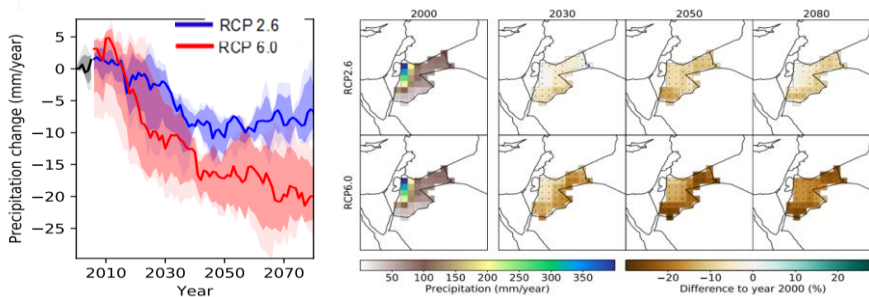 RCP 2.6
RCP 6.0
5
0
−5
−10
−15
−20
−25
Precipitation change (mm/year)
2010 2030 2050 2070
Year
2000 2030 2050 2080
RCP2.6
RCP6.0
50 100 150 200 250 300 350
Precipitation (mm/year)
−20 −10 0 10 20
Difference to year 2000 (%)